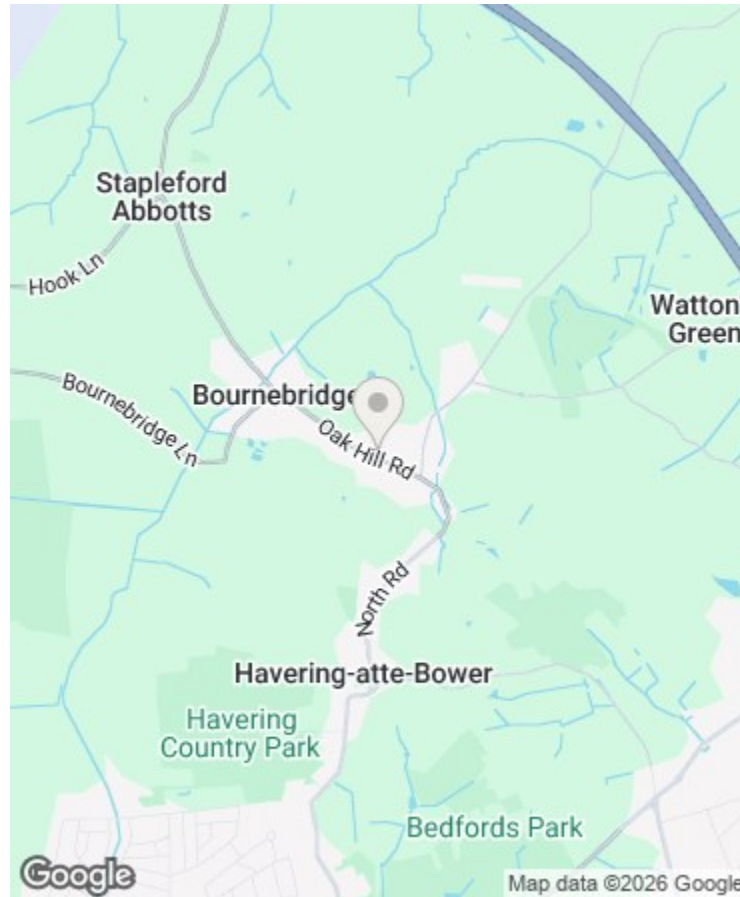 Stapleford
Abbotts
Hook Ln
Watton
Green
Bournebridge
Bournebridge Ln
Oak Hill Rd
North Rd
Havering-atte-Bower
Havering
Country Park
Bedfords Park
Google
Map data ©2026 Google